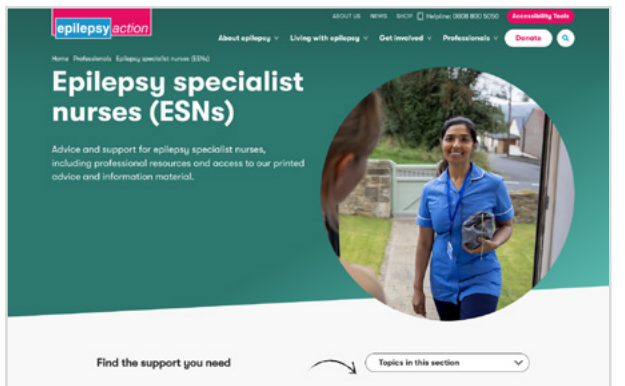 epilepsy action
ABOUT US NEWS SHOP Helpline: 0808 800 5050 Accessibility Tools
About epilepsy Living with epilepsy Get involved Professionals Donate
Home Professionals Epilepsy specialist nurses (ESNs)
Epilepsy specialist
nurses (ESNs)
Advice and support for epilepsy specialist nurses,
including professional resources and access to our printed
advice and information material.
Find the support you need
Topics in this section